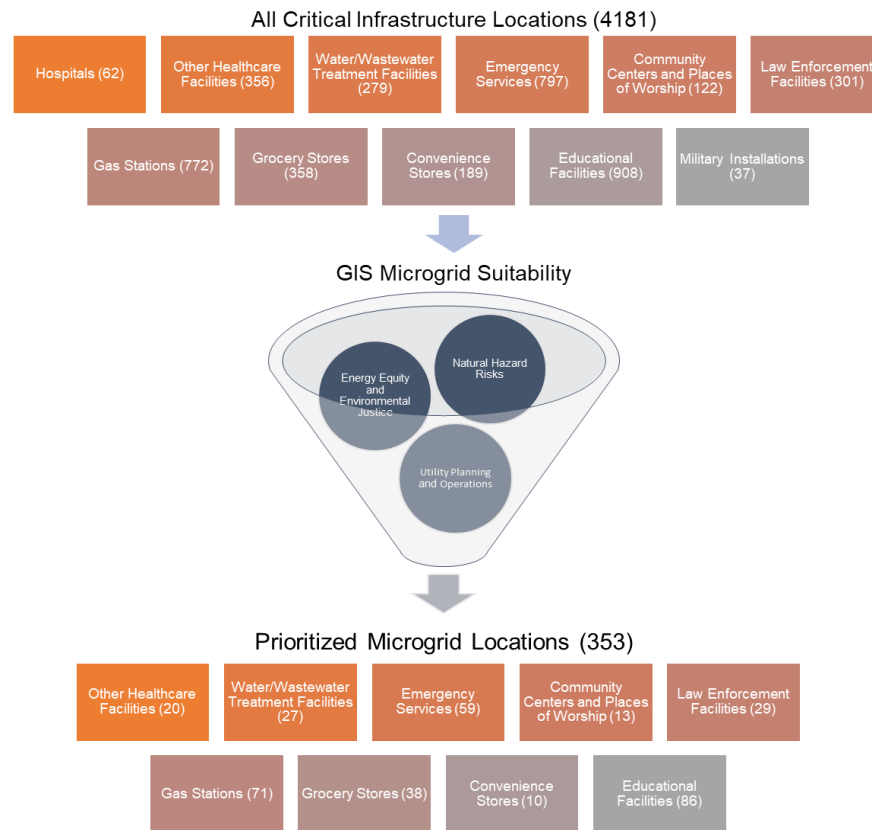 All Critical Infrastructure Locations (4181)
Hospitals (62)
Other Healthcare
Facilities (356)
Water/Wastewater
Treatment Facilities
(279)
Emergency
Services (797)
Community
Centers and Places
of Worship (122)
Law Enforcement
Facilities (301)
Gas Stations (772)
Grocery Stores
(358)
Convenience
Stores (189)
Educational
Facilities (908)
Military Installations
(37)
GIS Microgrid Suitability
Energy Equity
and
Environmental
Justice
Natural Hazard
Risks
Utility Planning
and Operations
Prioritized Microgrid Locations (353)
Other Healthcare
Facilities (20)
Water/Wastewater
Treatment Facilities
(27)
Emergency
Services (59)
Community
Centers and Places
of Worship (13)
Law Enforcement
Facilities (29)
Gas Stations (71)
Grocery Stores (38)
Convenience
Stores (10)
Educational
Facilities (86)